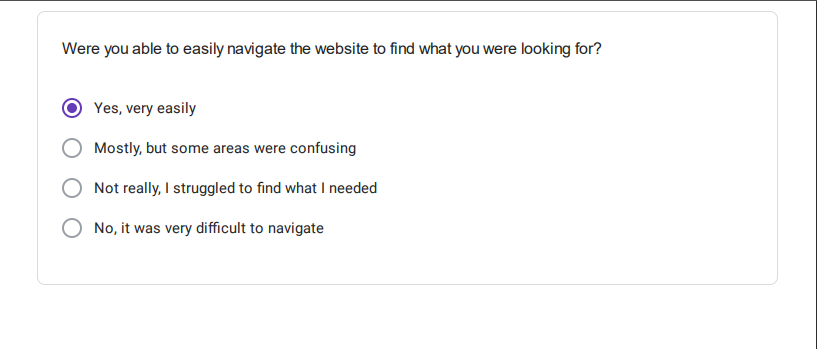 Were you able to easily navigate the website to find what you were looking for?
Yes, very easily
Mostly, but some areas were confusing
Not really, I struggled to find what I needed
No, it was very difficult to navigate